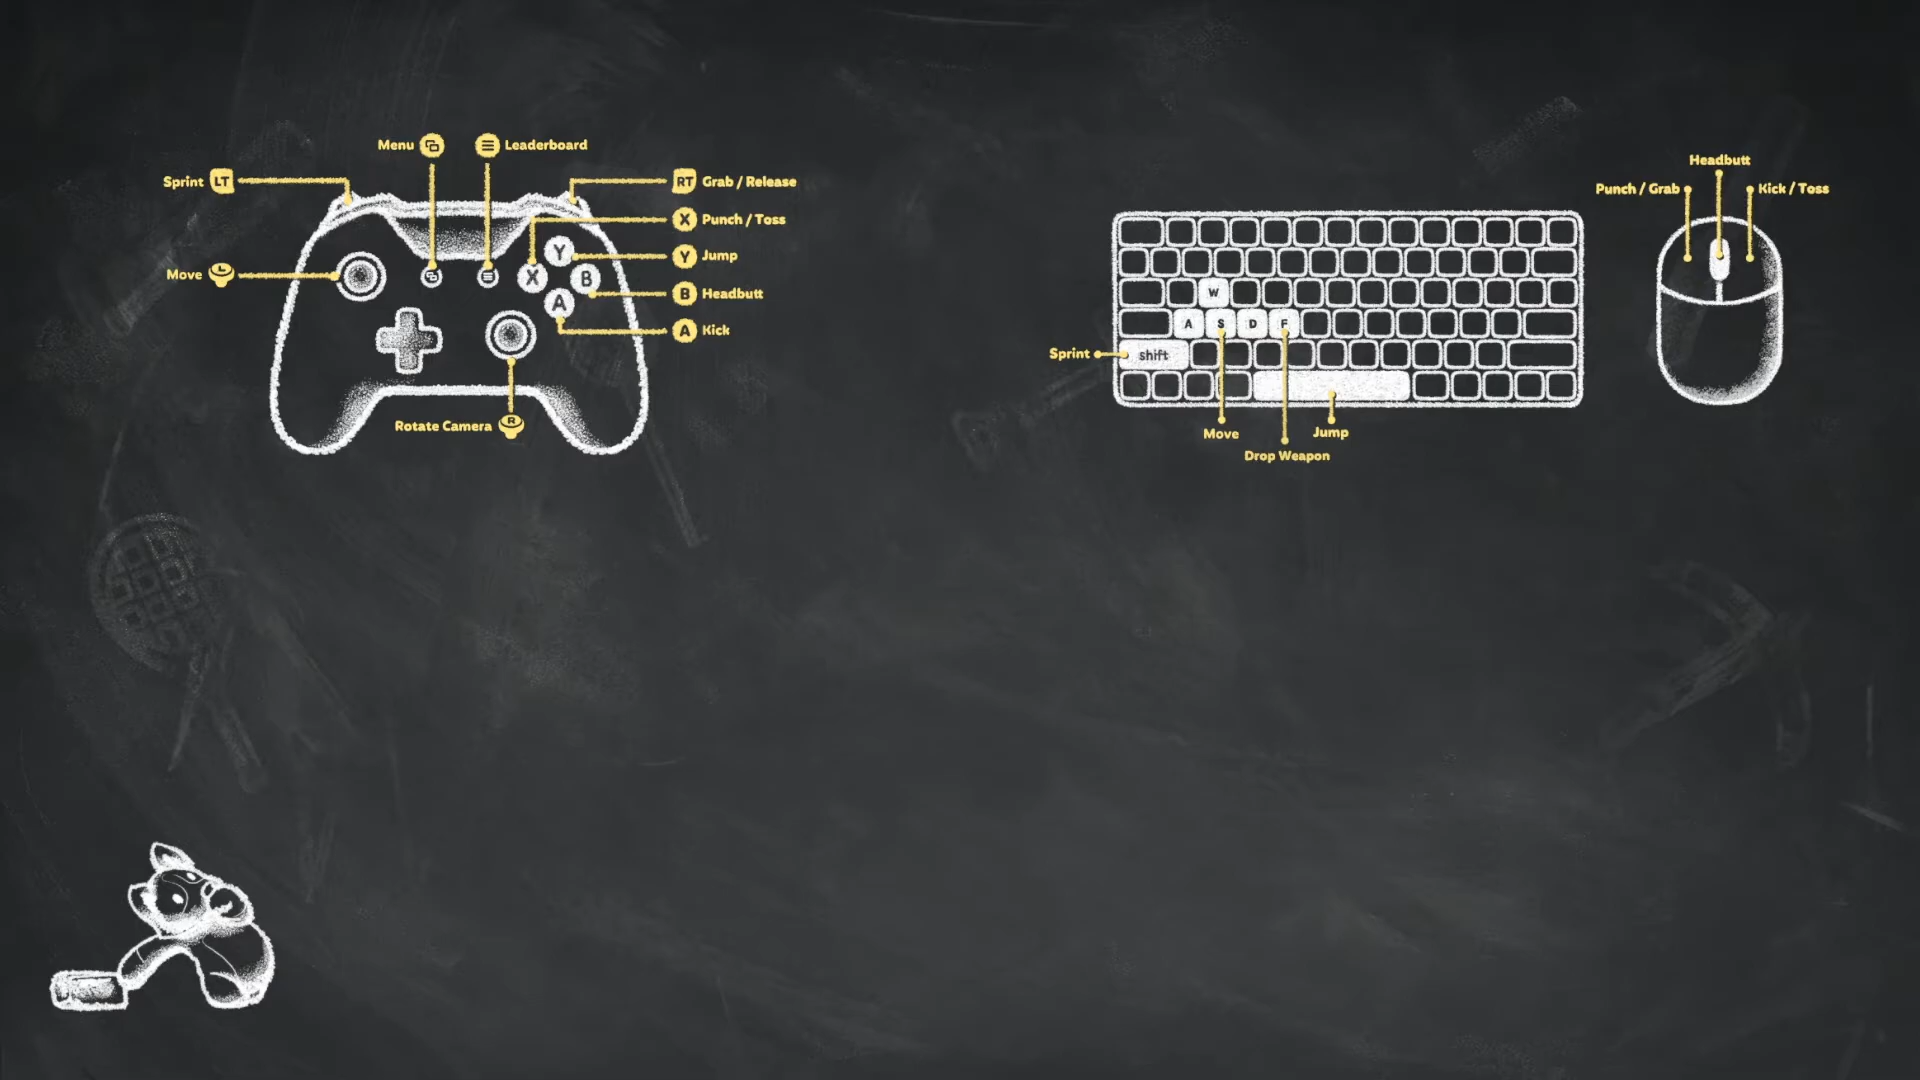 Menu
Leaderboard
Sprint LT
RT Grab / Release
X Punch / Toss
Y Jump
B Headbutt
A Kick
Move L
Y
X
B
A
Rotate Camera R
Headbutt
Punch / Grab
Kick / Toss
W
A S D F
Sprint
shift
Move
Jump
Drop Weapon